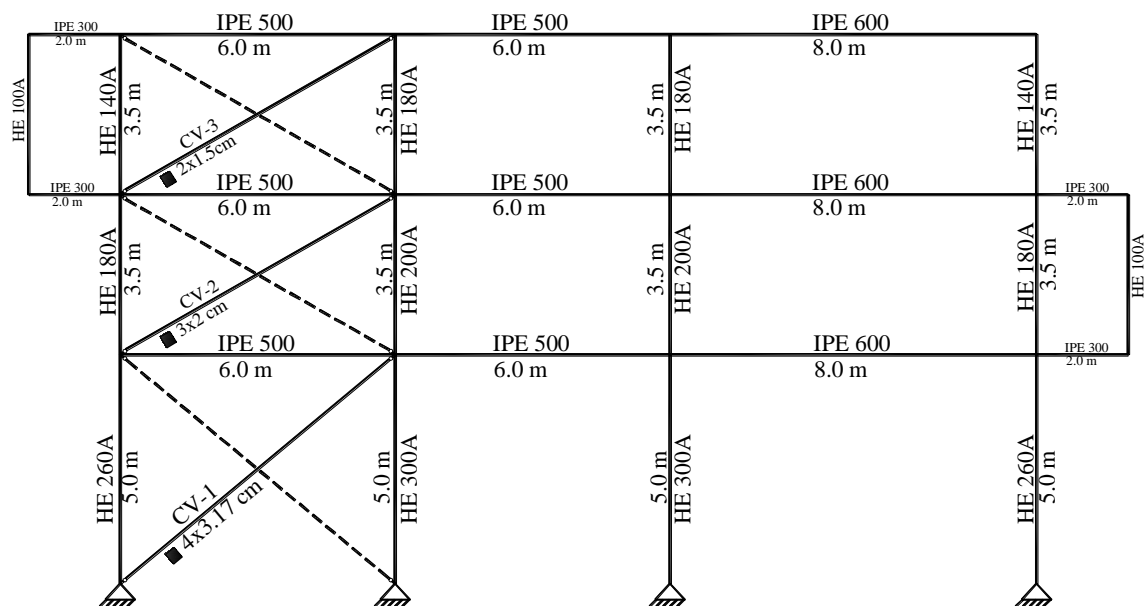 IPE 300
2.0 m
IPE 500
6.0 m
IPE 500
6.0 m
IPE 600
8.0 m
HE 100A
HE 140A
3.5 m
CV-3
2x1.5cm
3.5 m
HE 180A
3.5 m
HE 180A
HE 140A
3.5 m
IPE 300
2.0 m
IPE 500
6.0 m
IPE 500
6.0 m
IPE 600
8.0 m
IPE 300
2.0 m
HE 180A
3.5 m
CV-2
3x2 cm
3.5 m
HE 200A
3.5 m
HE 200A
HE 180A
3.5 m
HE 100A
IPE 500
6.0 m
IPE 500
6.0 m
IPE 600
8.0 m
IPE 300
2.0 m
HE 260A
5.0 m
CV-1
4x3.17 cm
5.0 m
HE 300A
5.0 m
HE 300A
HE 260A
5.0 m